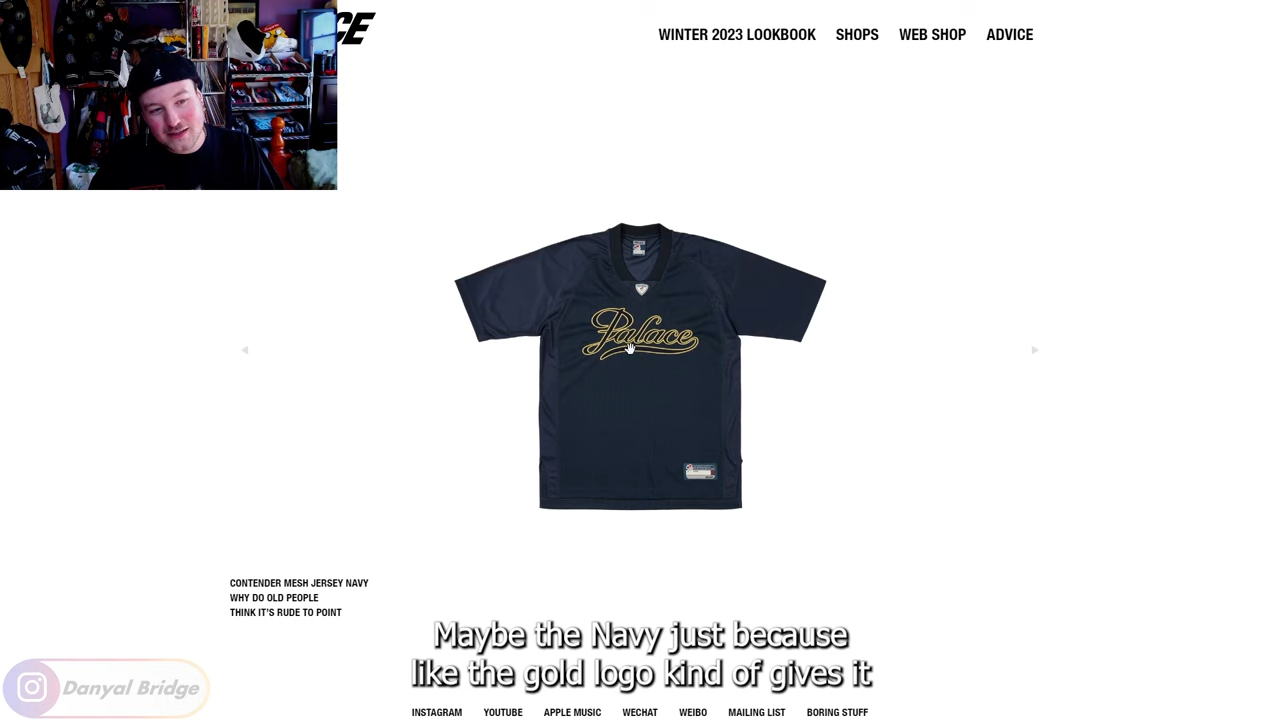 CE
WINTER 2023 LOOKBOOK SHOPS WEB SHOP ADVICE
Palace
CONTENDER MESH JERSEY NAVY
WHY DO OLD PEOPLE
THINK IT'S RUDE TO POINT
Maybe the Navy just because
like the gold logo kind of gives it
Danyal Bridge
INSTAGRAM YOUTUBE APPLE MUSIC WECHAT WEIBO MAILING LIST BORING STUFF